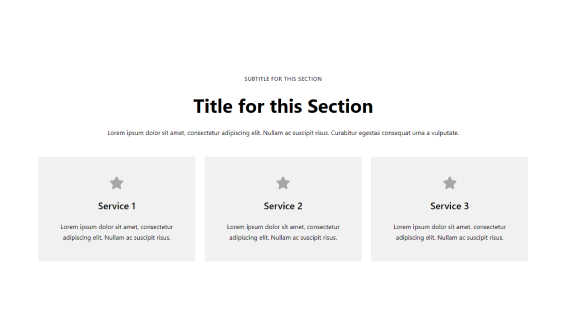 SUBTITLE FOR THIS SECTION
Title for this Section
Lorem ipsum dolor sit amet, consectetur adipiscing elit. Nullam ac suscipit risus. Curabitur egestas consequat urna a vulputate.
Service 1
Lorem ipsum dolor sit amet, consectetur
adipiscing elit. Nullam ac suscipit risus.
Service 2
Lorem ipsum dolor sit amet, consectetur
adipiscing elit. Nullam ac suscipit risus.
Service 3
Lorem ipsum dolor sit amet, consectetur
adipiscing elit. Nullam ac suscipit risus.